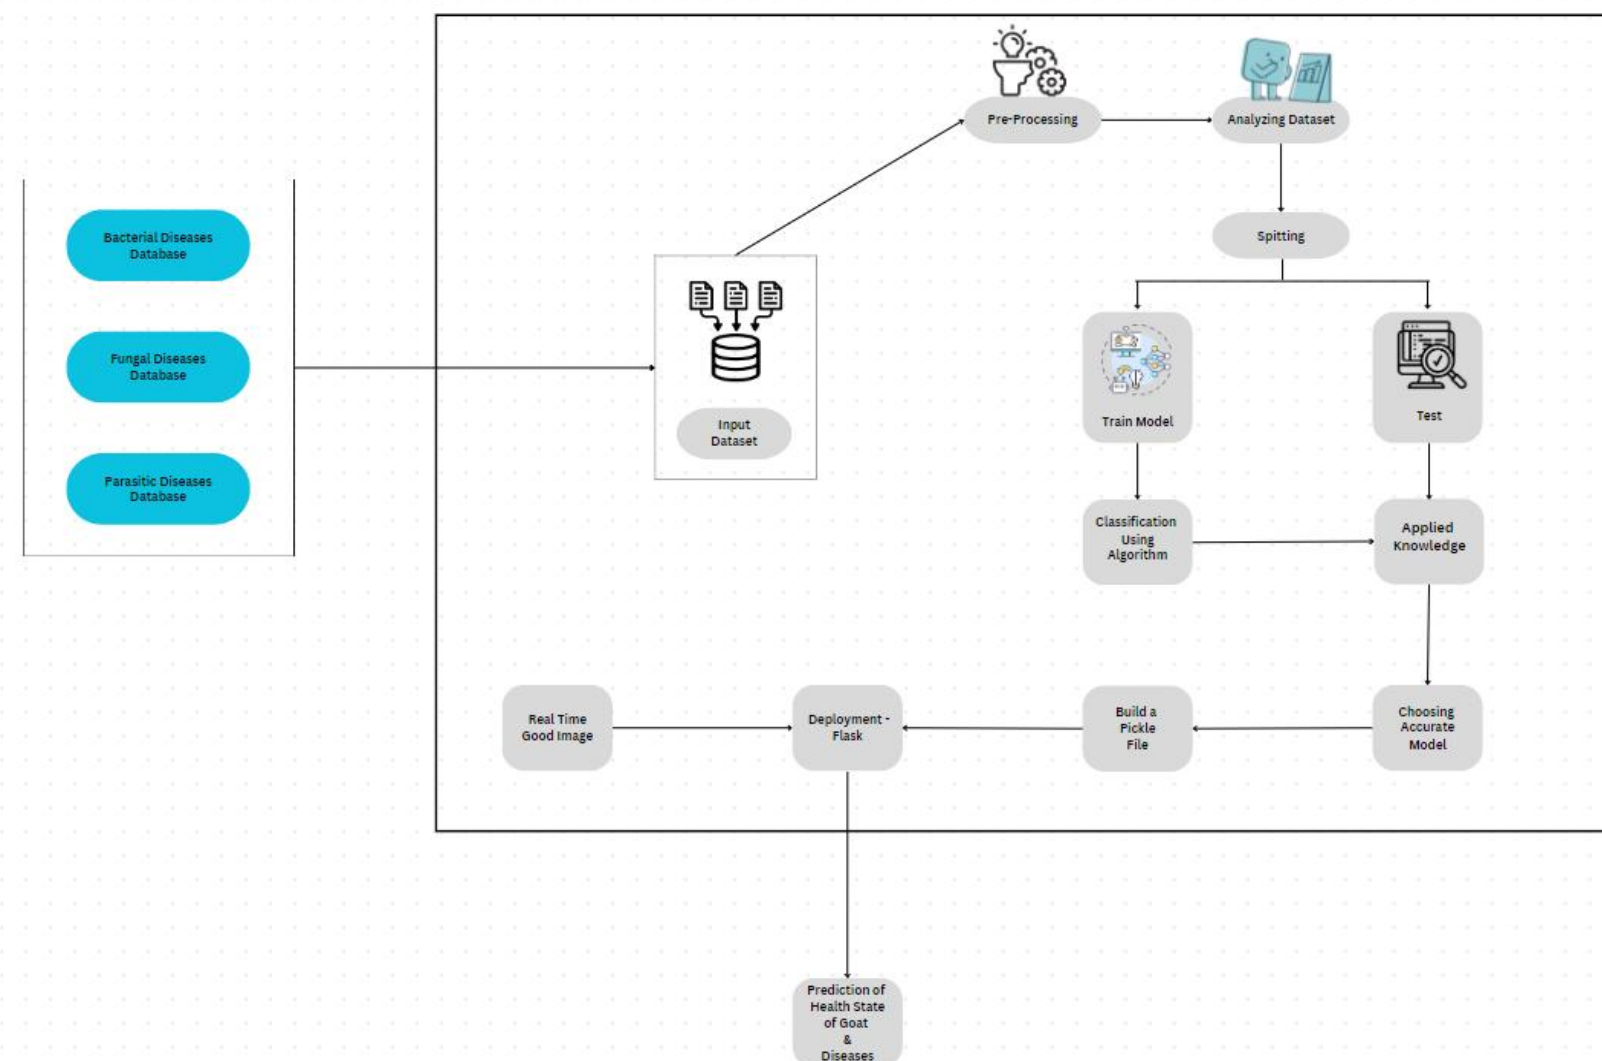 Pre-Processing
Analyzing Dataset
Bacterial Diseases
Database
Spitting
Fungal Diseases
Database
Input
Dataset
Train Model
Test
Parasitic Diseases
Database
Classification
Using
Algorithm
Applied
Knowledge
Real Time
Good Image
Deployment -
Flask
Build a
Pickle
File
Choosing
Accurate
Model
Prediction of
Health State
of Goat
&
Diseases